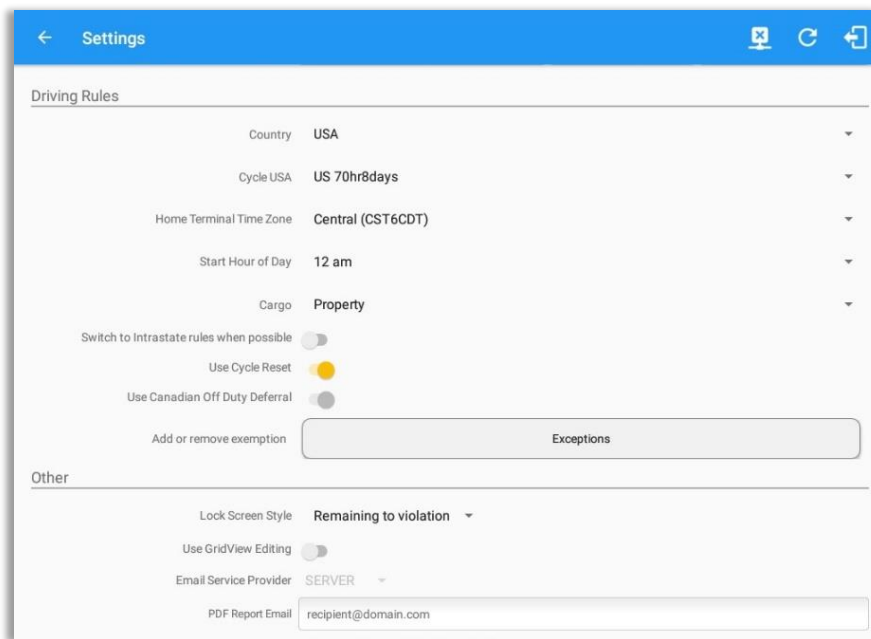 Settings
Driving Rules
Country USA
Cycle USA US 70hr8days
Home Terminal Time Zone Central (CST6CDT)
Start Hour of Day 12 am
Cargo Property
Switch to Intrastate rules when possible
Use Cycle Reset
Use Canadian Off Duty Deferral
Add or remove exemption Exceptions
Other
Lock Screen Style Remaining to violation
Use GridView Editing
Email Service Provider SERVER
PDF Report Email recipient@domain.com